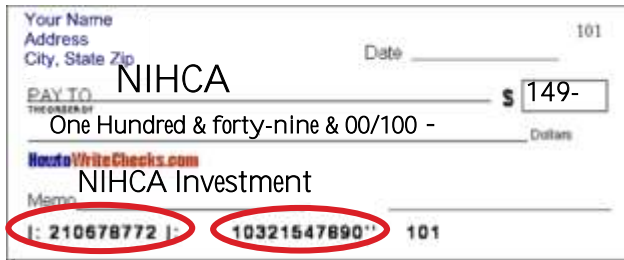 Your Name
Address 101
City, State Zip Date
NIHCA
PAY TO $ 149-
THE ORDER OF
One Hundred & forty-nine & 00/100 - Dollars
HowtoWriteChecks.com
NIHCA Investment
Memo
|: 210678772 |: 10321547890'' 101